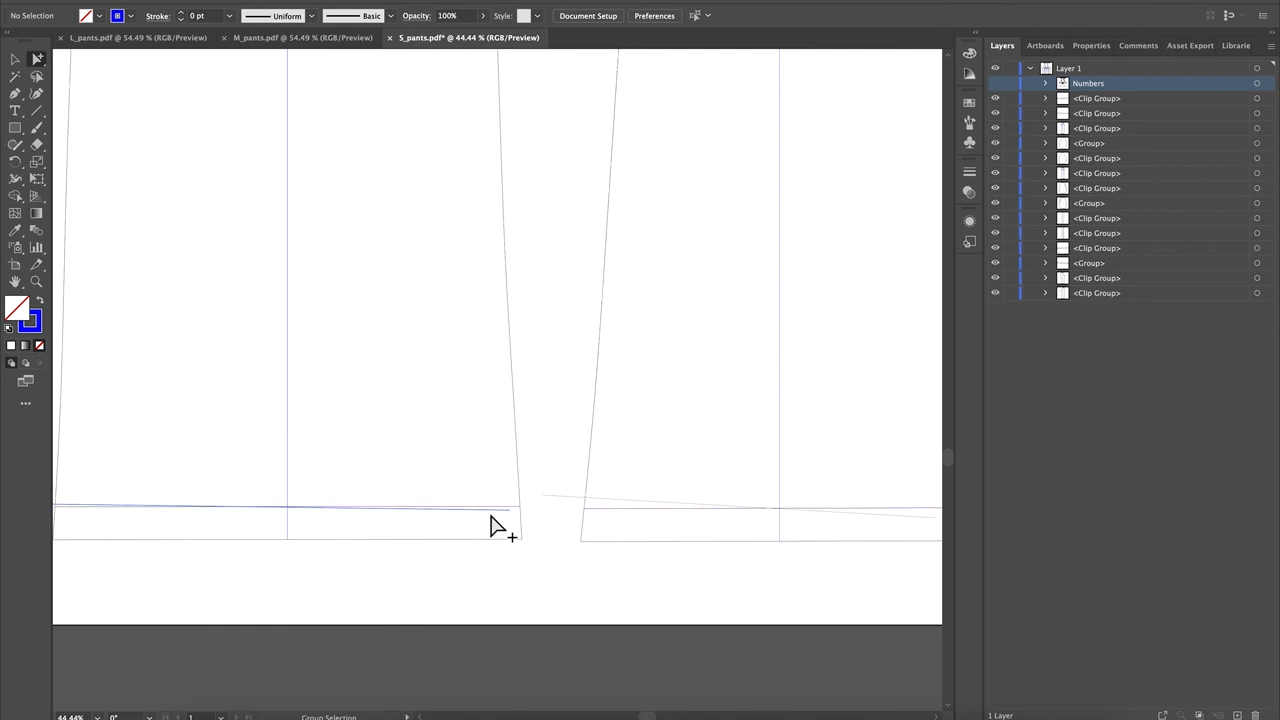 No Selection
Stroke: 0 pt
Uniform
Basic
Opacity: 100%
Style:
Document Setup
Preferences
L_pants.pdf @ 54.49 % (RGB/Preview)
M_pants.pdf @ 54.49 % (RGB/Preview)
S_pants.pdf* @ 44.44 % (RGB/Preview)
Layers
Artboards
Properties
Comments
Asset Export
Librarie
Layer 1
Numbers
<Clip Group>
<Clip Group>
<Clip Group>
<Group>
<Clip Group>
<Clip Group>
<Clip Group>
<Group>
<Clip Group>
<Clip Group>
<Clip Group>
<Group>
<Clip Group>
<Clip Group>
44.44%
0°
1
Group Selection
1 Layer